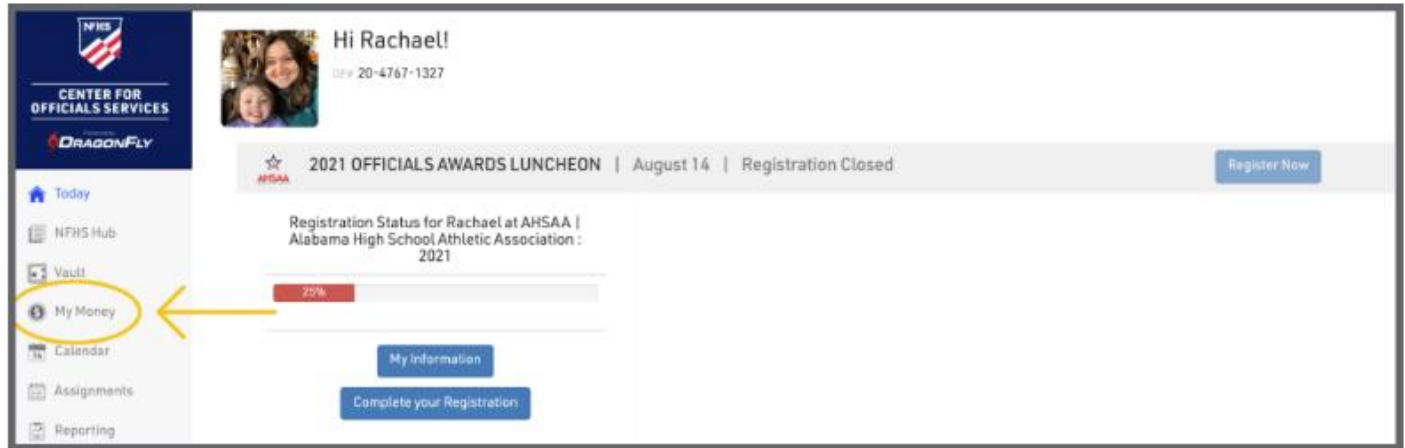 NFHS
CENTER FOR
OFFICIALS SERVICES
DRAGONFLY
Today
NFHS Hub
Vault
My Money
Calendar
Assignments
Reporting
Hi Rachael!
20-4767-1327
AHSAA
2021 OFFICIALS AWARDS LUNCHEON | August 14 | Registration Closed
Register Now
Registration Status for Rachael at AHSAA |
Alabama High School Athletic Association :
2021
25%
My Information
Complete your Registration